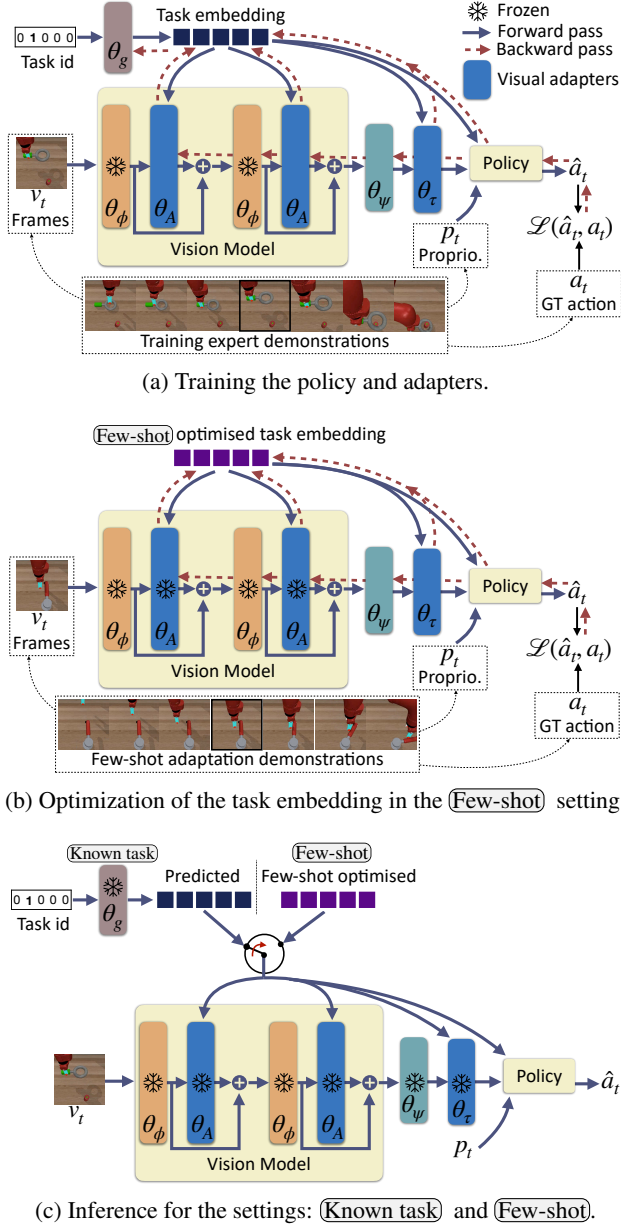 Task embedding
Frozen
Forward pass
Backward pass
Visual adapters
0 1 0 0 0
Task id
θg
θϕ
θA
θϕ
θA
θψ
θτ
Policy
ât
vt
Frames
Vision Model
pt
Proprio.
ℒ(ât, at)
at
GT action
Training expert demonstrations
(a) Training the policy and adapters.
Few-shot optimised task embedding
θϕ
θA
θϕ
θA
θψ
θτ
Policy
ât
vt
Frames
Vision Model
pt
Proprio.
ℒ(ât, at)
at
GT action
Few-shot adaptation demonstrations
(b) Optimization of the task embedding in the Few-shot setting
Known task
Few-shot
Predicted
Few-shot optimised
0 1 0 0 0
Task id
θg
θϕ
θA
θϕ
θA
θψ
θτ
Policy
ât
vt
Vision Model
pt
(c) Inference for the settings: Known task and Few-shot.